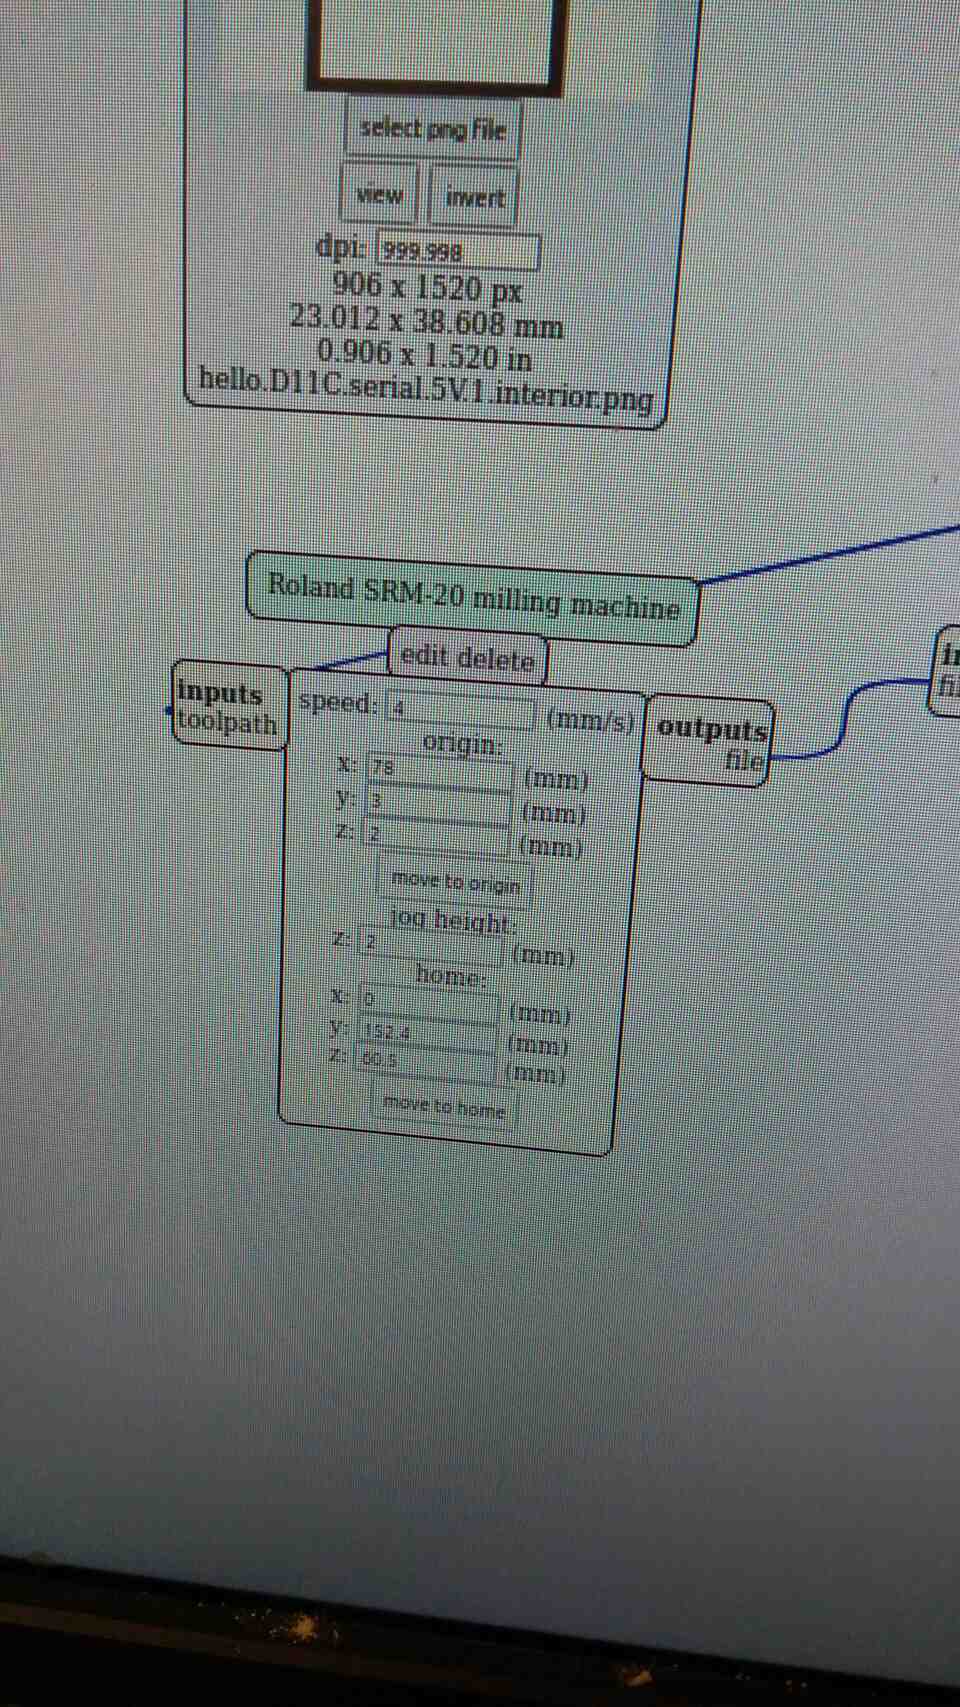 select png file
view invert
dpi: 999.998
906 x 1520 px
23.012 x 38.608 mm
0.906 x 1.520 in
hello.D11C.serial.5V.1.interior.png
Roland SRM-20 milling machine
edit delete
inputs
toolpath
speed: 4 (mm/s)
origin:
x: 78 (mm)
y: 3 (mm)
z: 2 (mm)
move to origin
jog height:
z: 2 (mm)
home:
x: 0 (mm)
y: 152.4 (mm)
z: 60.5 (mm)
move to home
outputs
file